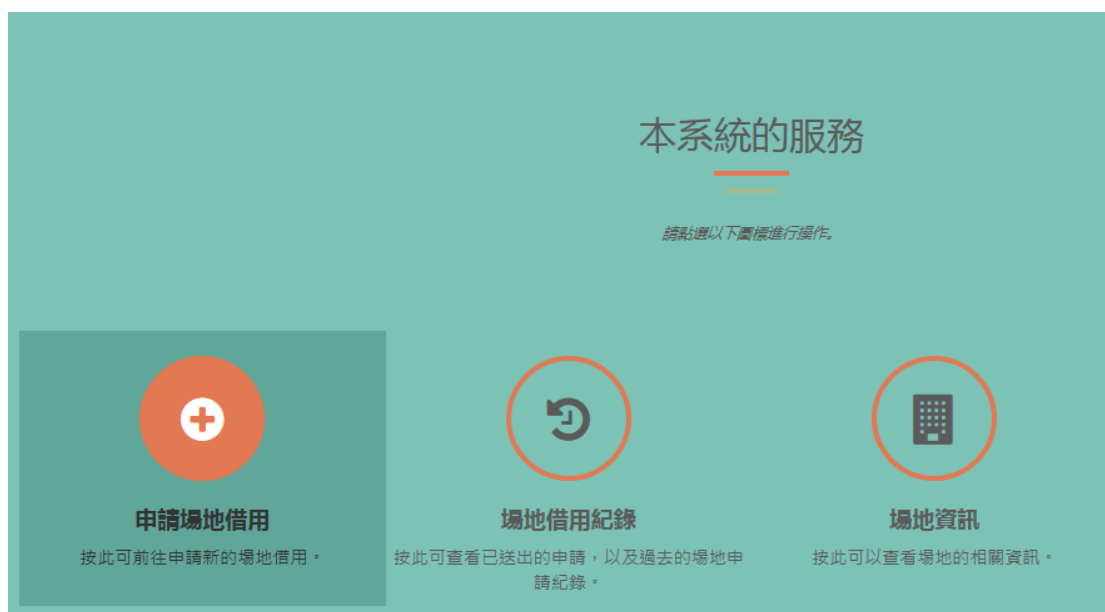 本系統的服務
請點選以下圖標進行操作。
申請場地借用
按此可前往申請新的場地借用。
場地借用紀錄
按此可查看已送出的申請，以及過去的場地申
請紀錄。
場地資訊
按此可以查看場地的相關資訊。